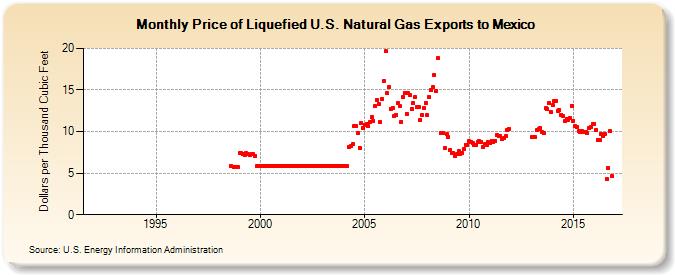 Monthly Price of Liquefied U.S. Natural Gas Exports to Mexico
Dollars per Thousand Cubic Feet
20
15
10
5
0
1995 2000 2005 2010 2015
Source: U.S. Energy Information Administration